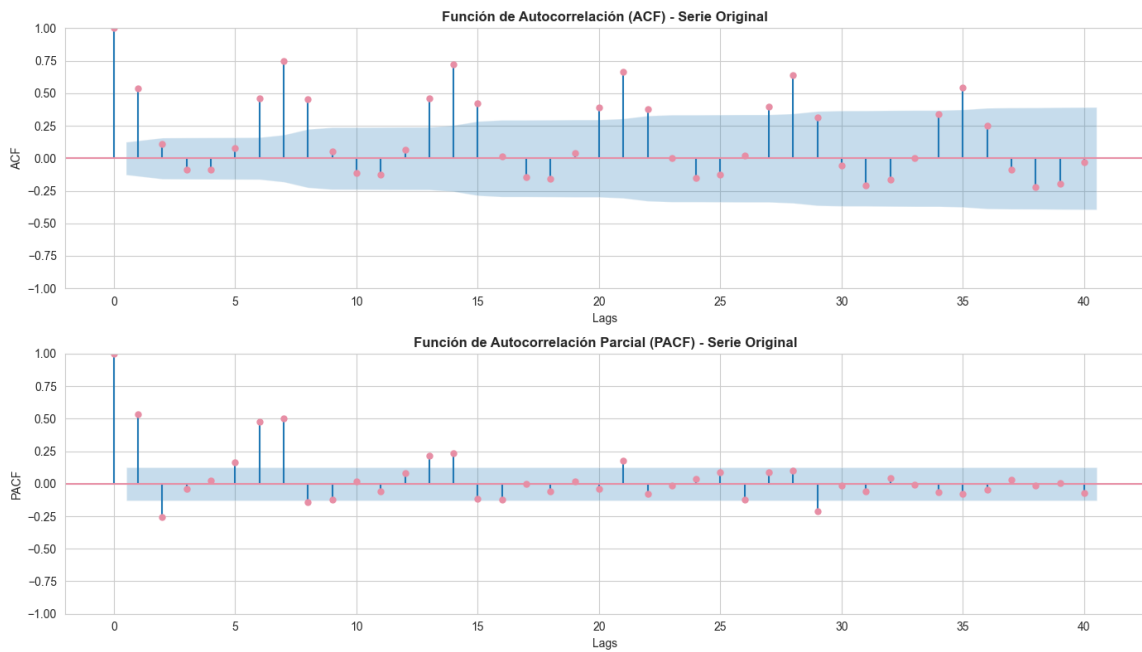 Función de Autocorrelación (ACF) - Serie Original
1.00
0.75
0.50
0.25
0.00
−0.25
−0.50
−0.75
−1.00
ACF
0 5 10 15 20 25 30 35 40
Lags
Función de Autocorrelación Parcial (PACF) - Serie Original
1.00
0.75
0.50
0.25
0.00
−0.25
−0.50
−0.75
−1.00
PACF
0 5 10 15 20 25 30 35 40
Lags